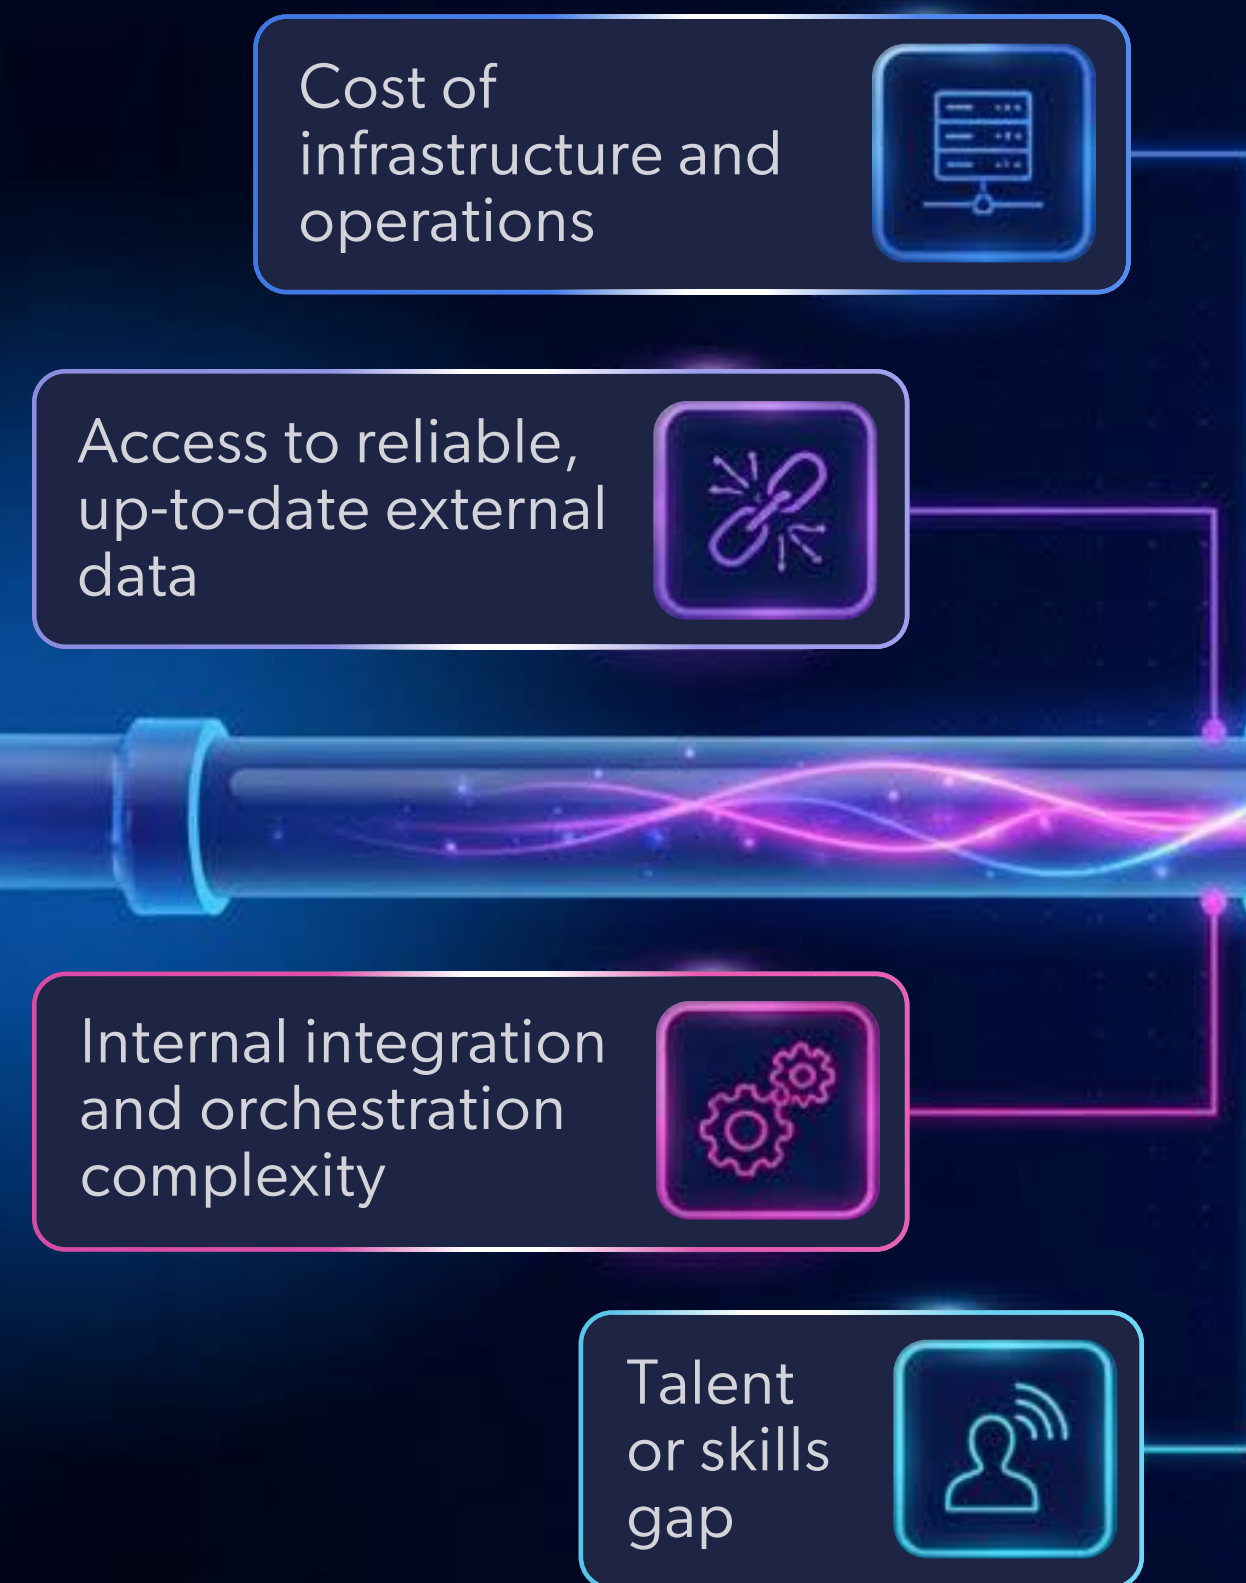 Cost of
infrastructure and
operations
Access to reliable,
up-to-date external
data
Internal integration
and orchestration
complexity
Talent
or skills
gap